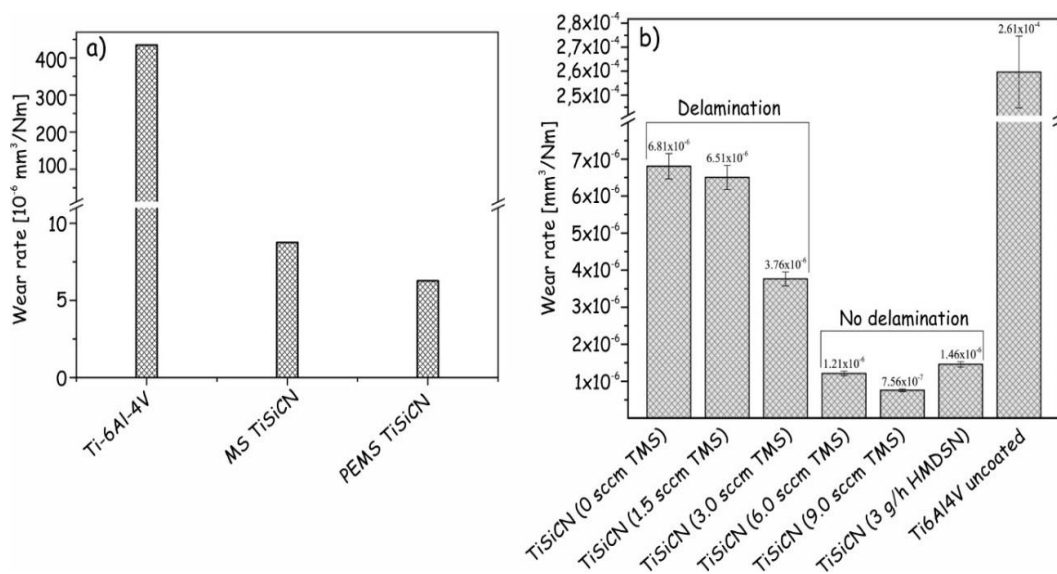 a)
Wear rate [10⁻⁶ mm³/Nm]
400
300
200
100
10
5
0
Ti-6Al-4V
MS TiSiCN
PEMS TiSiCN
b)
Wear rate [mm³/Nm]
2,8x10⁻⁴
2,7x10⁻⁴
2,6x10⁻⁴
2,5x10⁻⁴
7x10⁻⁶
6x10⁻⁶
5x10⁻⁶
4x10⁻⁶
3x10⁻⁶
2x10⁻⁶
1x10⁻⁶
Delamination
No delamination
6.81x10⁻⁶
6.51x10⁻⁶
3.76x10⁻⁶
1.21x10⁻⁶
7.56x10⁻⁷
1.46x10⁻⁶
2.61x10⁻⁴
TiSiCN (0 sccm TMS)
TiSiCN (1.5 sccm TMS)
TiSiCN (3.0 sccm TMS)
TiSiCN (6.0 sccm TMS)
TiSiCN (9.0 sccm TMS)
TiSiCN (3 g/h HMDSN)
Ti6Al4V uncoated